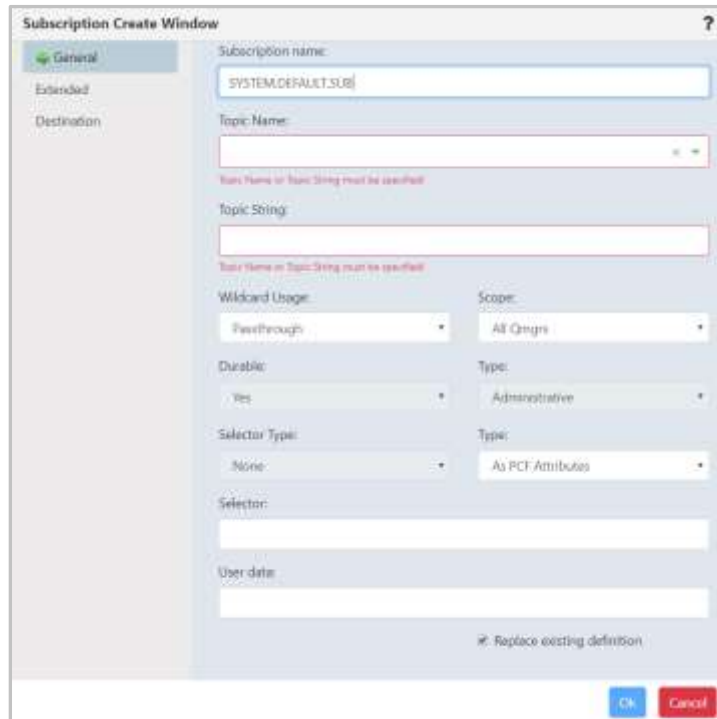 Subscription Create Window ?
General
Extended
Destination
Subscription name:
SYSTEM.DEFAULT.SUB
Topic Name:
Topic Name or Topic String must be specified
Topic String:
Topic Name or Topic String must be specified
Wildcard Usage: Scope:
Passthrough All Qmgrs
Durable: Type:
Yes Administrative
Selector Type: Type:
None As PCF Attributes
Selector:
User data:
Replace existing definition
Ok Cancel